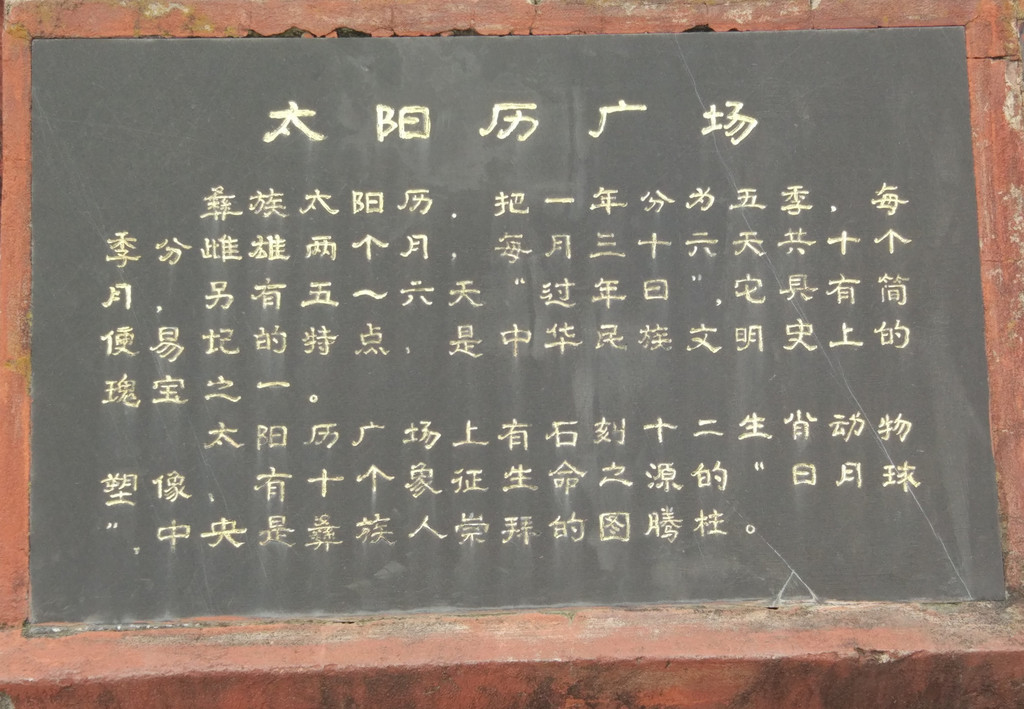 太阳历广场
彝族太阳历，把一年分为五季，每
季分雌雄两个月，每月三十六天共十个
月，另有五一六天“过年日”，它具有简
便易记的特点，是中华民族文明史上的
瑰宝之一。
太阳历广场上有石刻十二生肖动物
塑像、有十个象征生命之源的“日月球
”，中央是彝族人崇拜的图腾柱。